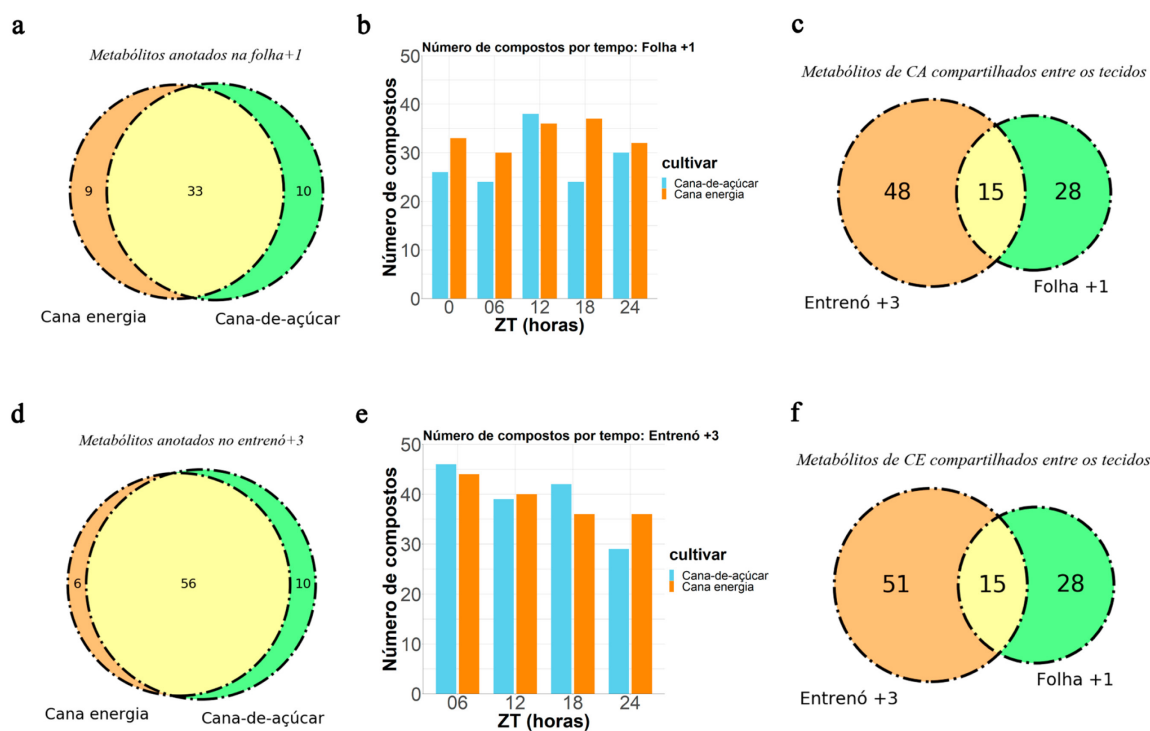 a
Metabólitos anotados na folha+1
9
33
10
Cana energia
Cana-de-açúcar
b
Número de compostos por tempo: Folha +1
Número de compostos
50
40
30
20
10
0
0
06
12
18
24
ZT (horas)
cultivar
Cana-de-açúcar
Cana energia
c
Metabólitos de CA compartilhados entre os tecidos
48
15
28
Entrenó +3
Folha +1
d
Metabólitos anotados no entrenó+3
6
56
10
Cana energia
Cana-de-açúcar
e
Número de compostos por tempo: Entrenó +3
Número de compostos
50
40
30
20
10
0
06
12
18
24
ZT (horas)
cultivar
Cana-de-açúcar
Cana energia
f
Metabólitos de CE compartilhados entre os tecidos
51
15
28
Entrenó +3
Folha +1